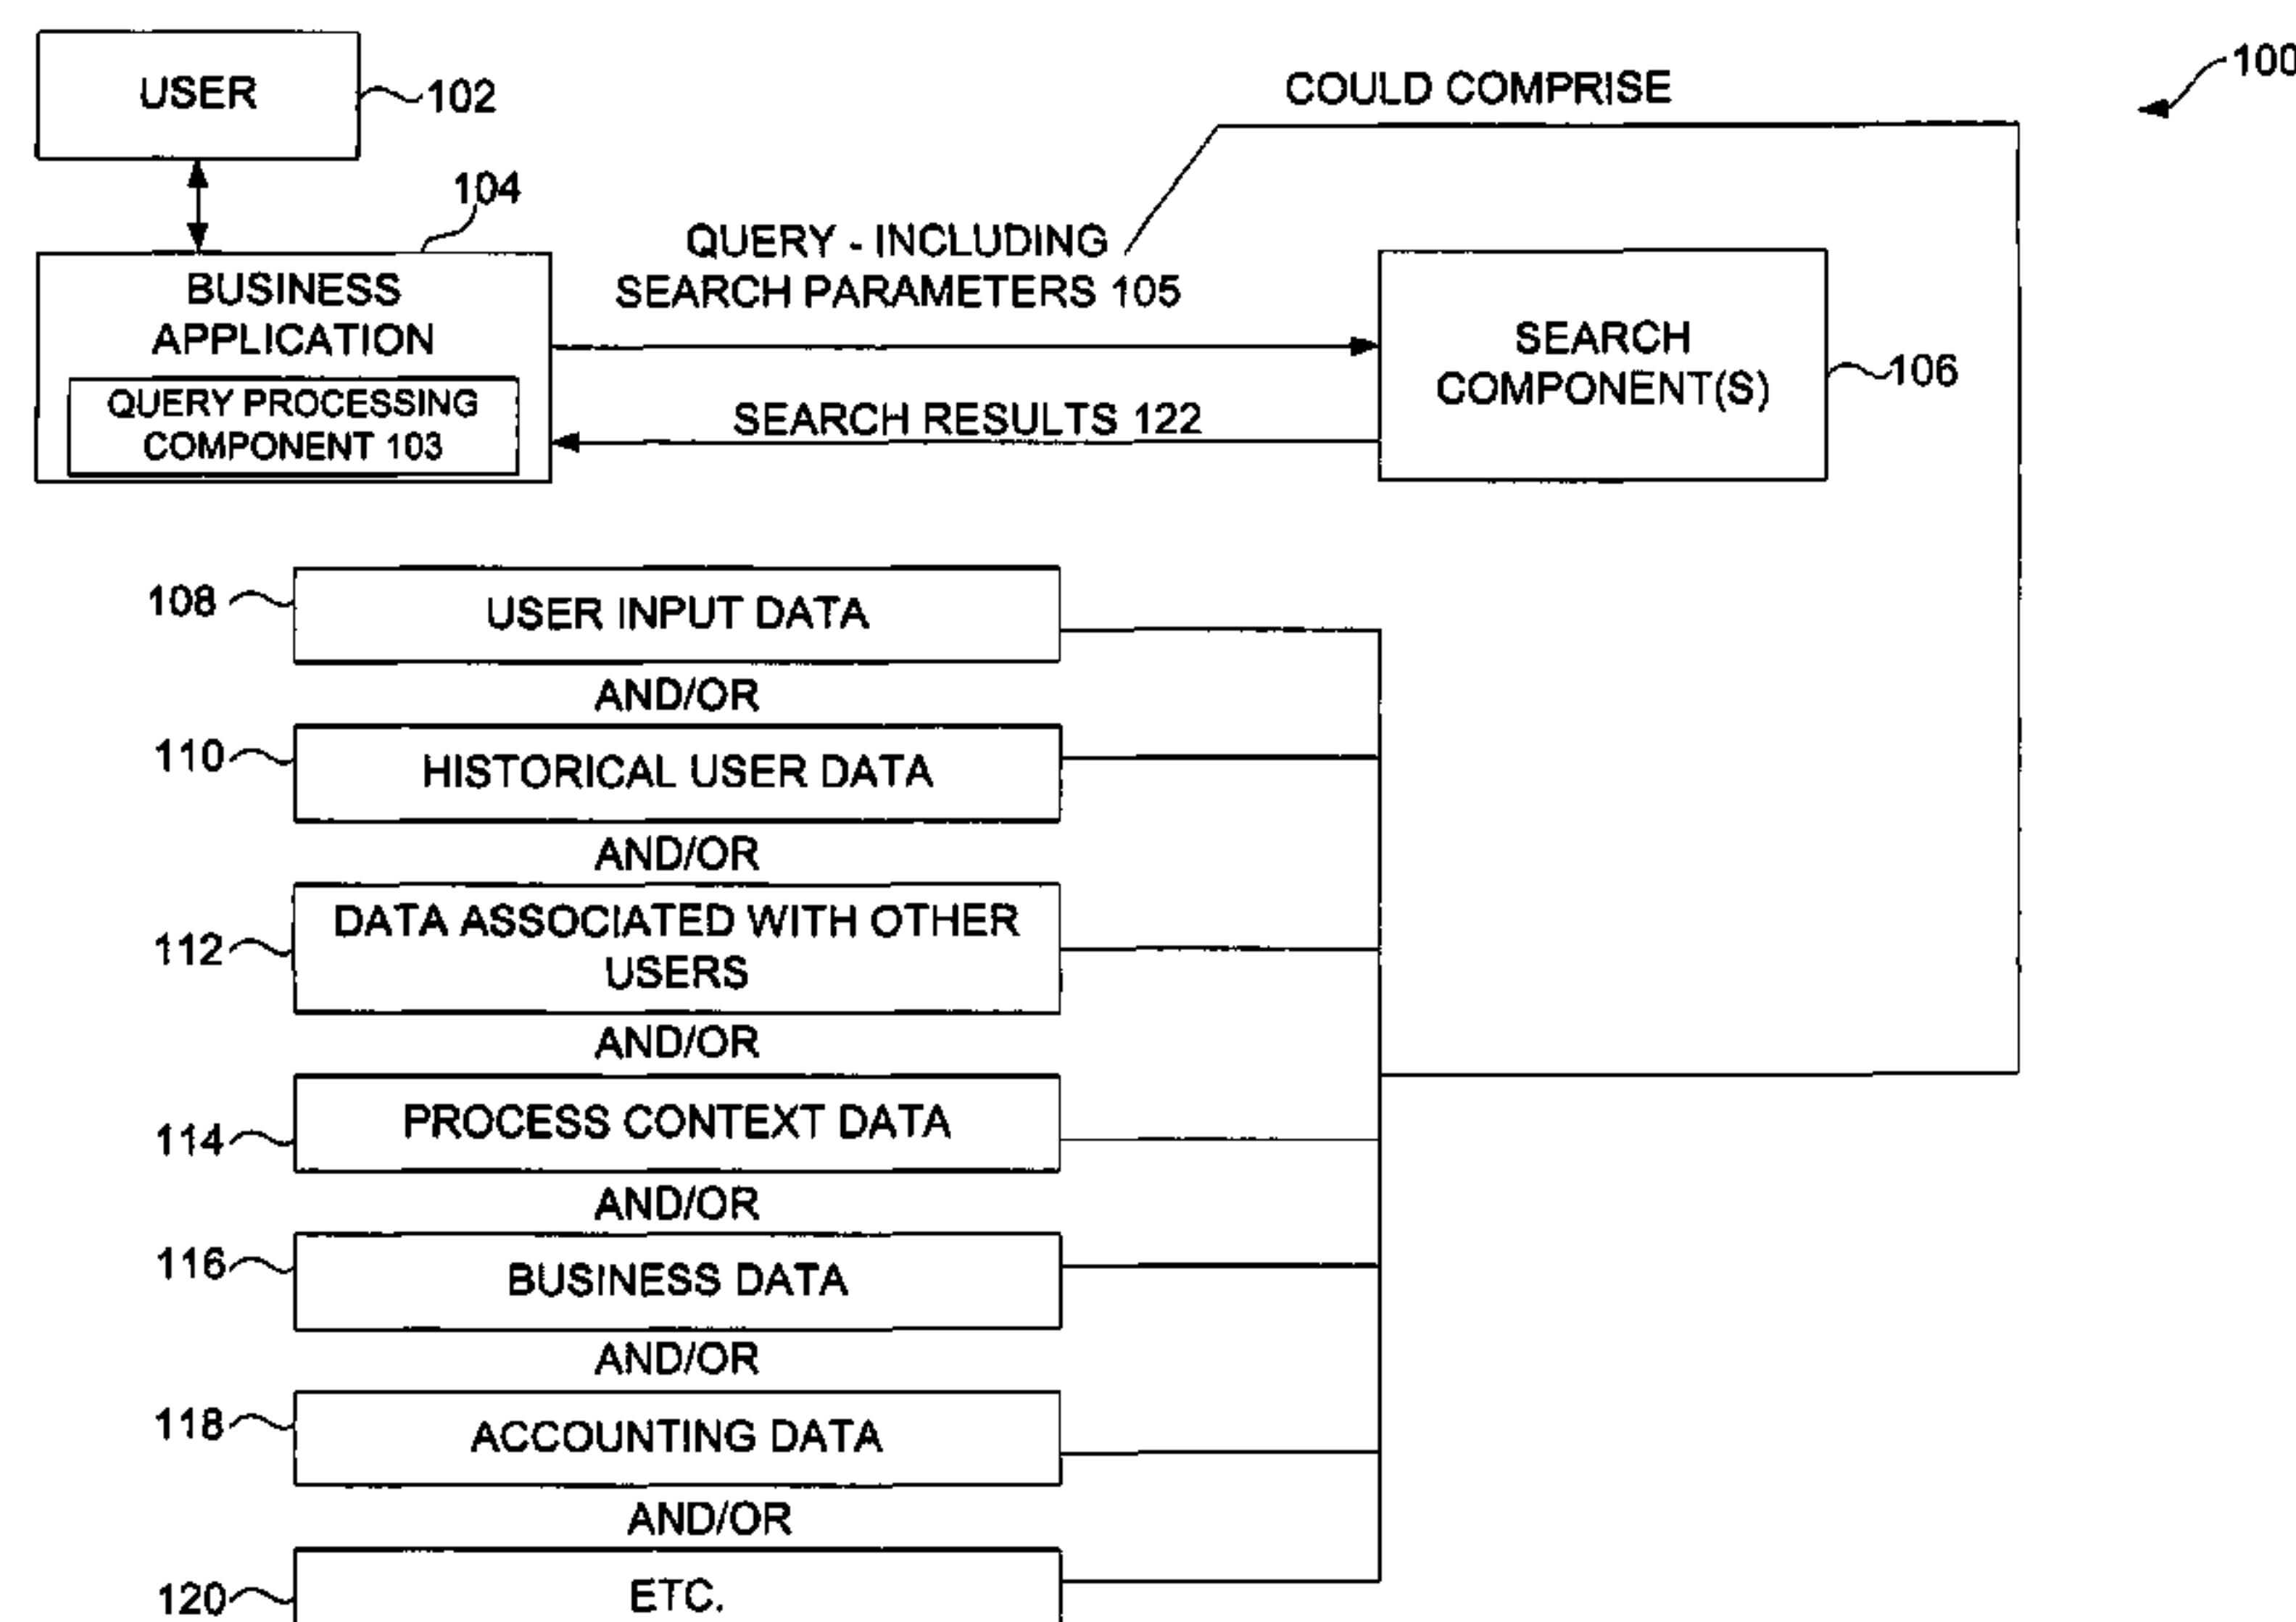 USER
102
COULD COMPRISE
100
104
BUSINESS
APPLICATION
QUERY PROCESSING
COMPONENT 103
QUERY - INCLUDING
SEARCH PARAMETERS 105
SEARCH RESULTS 122
SEARCH
COMPONENT(S)
106
108
USER INPUT DATA
AND/OR
110
HISTORICAL USER DATA
AND/OR
112
DATA ASSOCIATED WITH OTHER
USERS
AND/OR
114
PROCESS CONTEXT DATA
AND/OR
116
BUSINESS DATA
AND/OR
118
ACCOUNTING DATA
AND/OR
120
ETC.